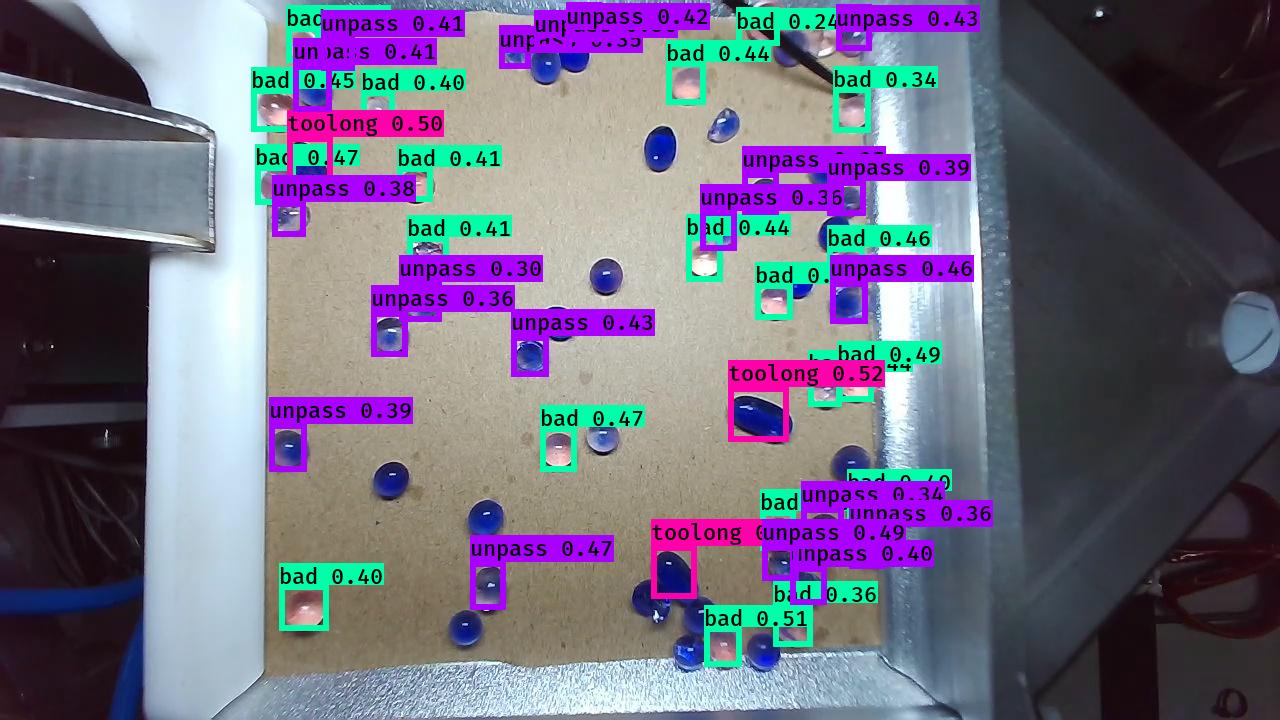 bad
unpass 0.41
unpass 0.42
bad 0.24
unpass 0.43
unpass 0.41
0.35
bad 0.44
bad 0.45
bad 0.40
bad 0.34
toolong 0.50
bad 0.47
bad 0.41
unpass
unpass 0.39
unpass 0.38
unpass 0.36
bad 0.41
bad 0.44
bad 0.46
unpass 0.30
bad 0.
unpass 0.46
unpass 0.36
unpass 0.43
bad 0.49
toolong 0.52
unpass 0.39
bad 0.47
bad 0.40
bad
unpass 0.34
unpass 0.36
toolong
unpass 0.49
unpass 0.47
unpass 0.40
bad 0.40
bad 0.36
bad 0.51